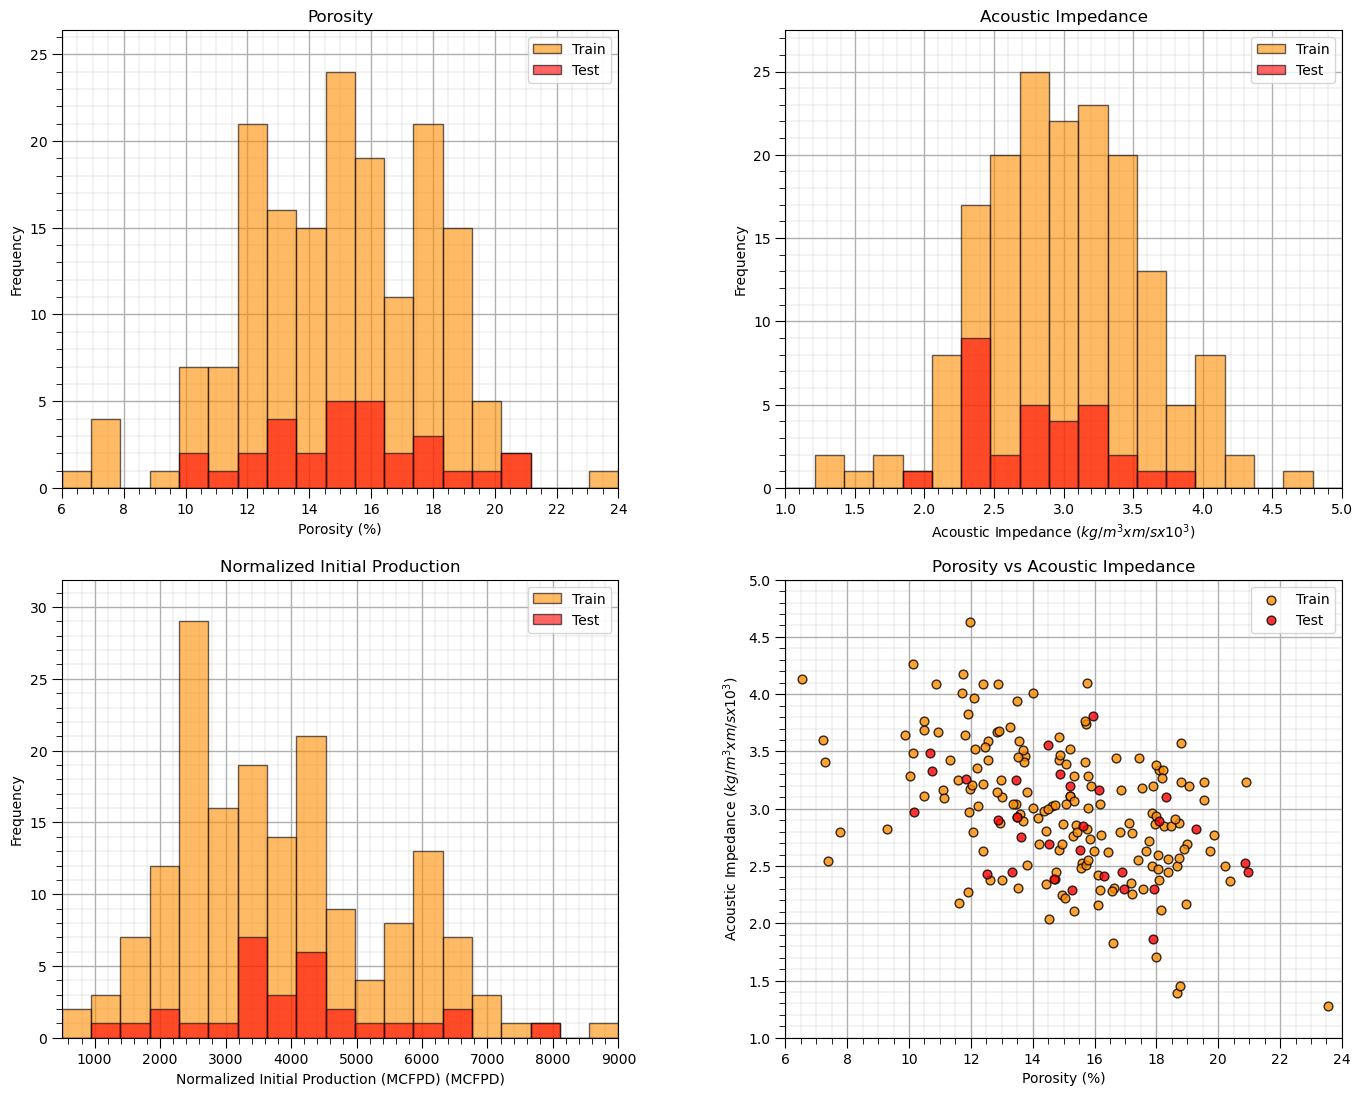 Porosity
Frequency
25
20
15
10
5
0
Train
Test
6 8 10 12 14 16 18 20 22 24
Porosity (%)
Acoustic Impedance
Frequency
25
20
15
10
5
0
Train
Test
1.0 1.5 2.0 2.5 3.0 3.5 4.0 4.5 5.0
Acoustic Impedance (kg/m³xm/sx10³)
Normalized Initial Production
Frequency
30
25
20
15
10
5
0
Train
Test
1000 2000 3000 4000 5000 6000 7000 8000 9000
Normalized Initial Production (MCFPD) (MCFPD)
Porosity vs Acoustic Impedance
Acoustic Impedance (kg/m³xm/sx10³)
5.0
4.5
4.0
3.5
3.0
2.5
2.0
1.5
1.0
Train
Test
6 8 10 12 14 16 18 20 22 24
Porosity (%)